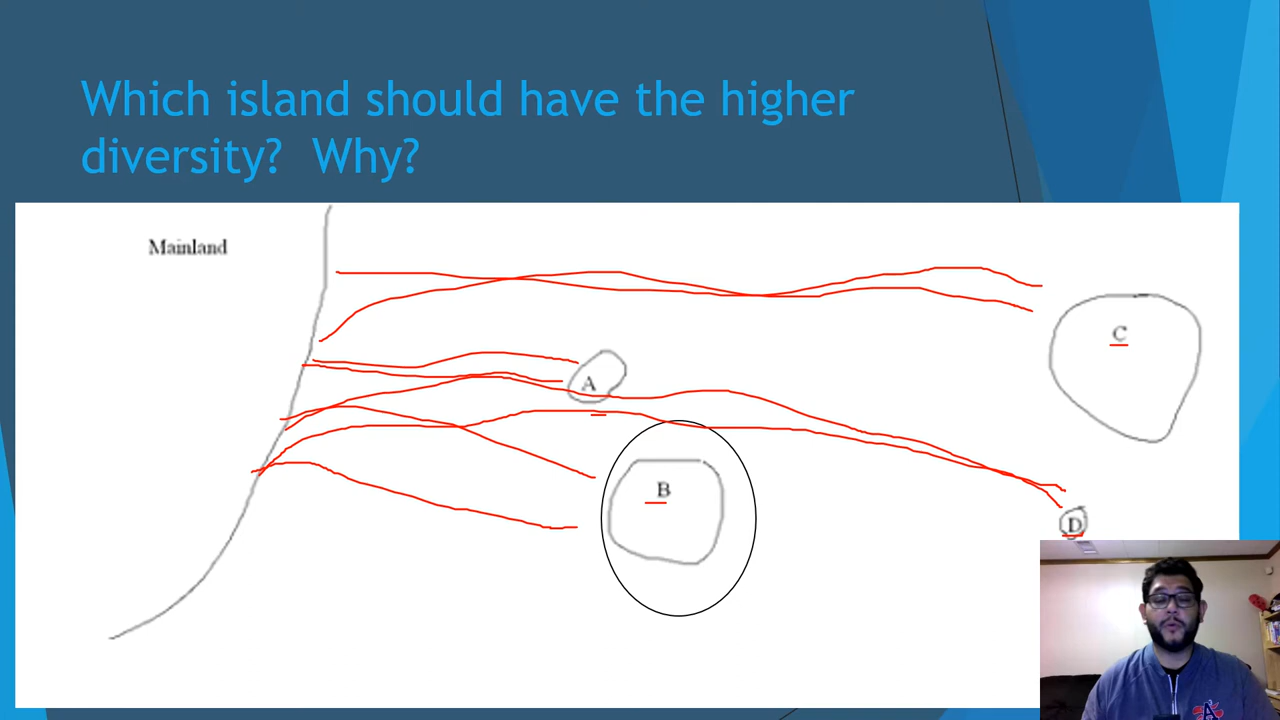 Which island should have the higher
diversity?  Why?
Mainland
C
A
B
D
A